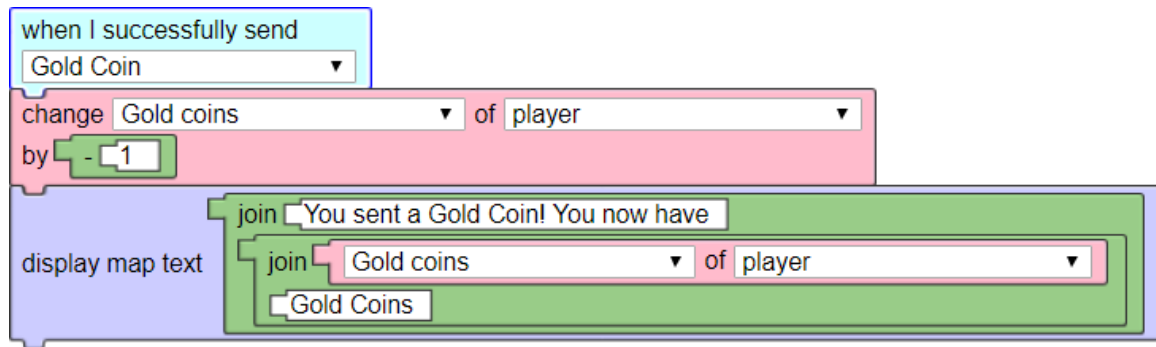 when I successfully send
Gold Coin
change Gold coins of player
by - 1
join You sent a Gold Coin! You now have
display map text join Gold coins of player
Gold Coins